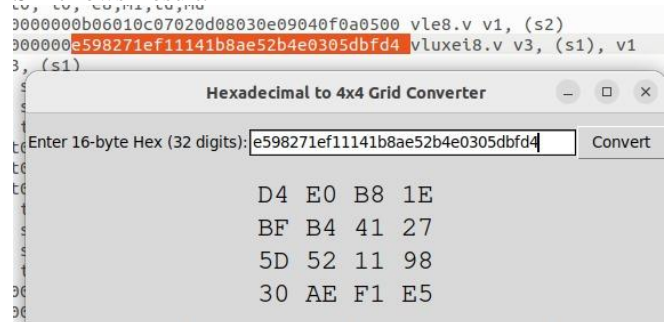 0000000b06010c07020d08030e09040f0a0500 vle8.v v1, (s2)
000000e598271ef11141b8ae52b4e0305dbfd4 vluxei8.v v3, (s1), v1
3, (s1)
Hexadecimal to 4x4 Grid Converter
Enter 16-byte Hex (32 digits): e598271ef11141b8ae52b4e0305dbfd4 Convert
D4 E0 B8 1E
BF B4 41 27
5D 52 11 98
30 AE F1 E5